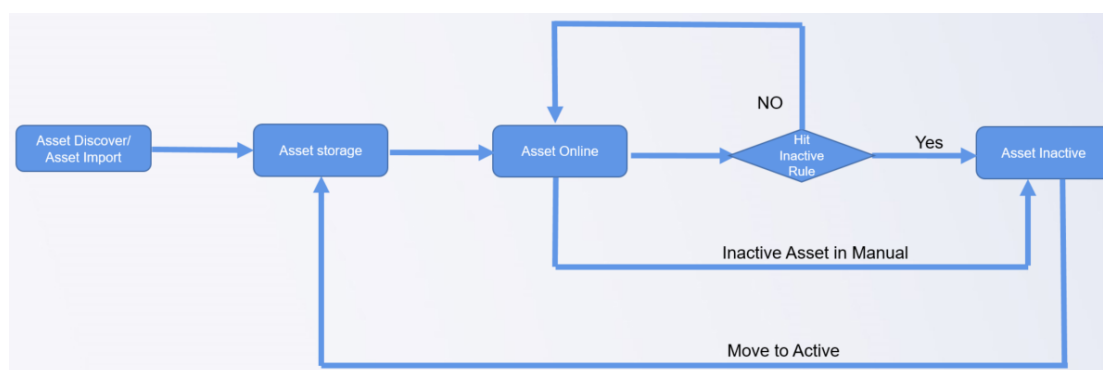 NO
Asset Discover/
Asset Import
Asset storage
Asset Online
Hit
Inactive
Rule
Yes
Asset Inactive
Inactive Asset in Manual
Move to Active